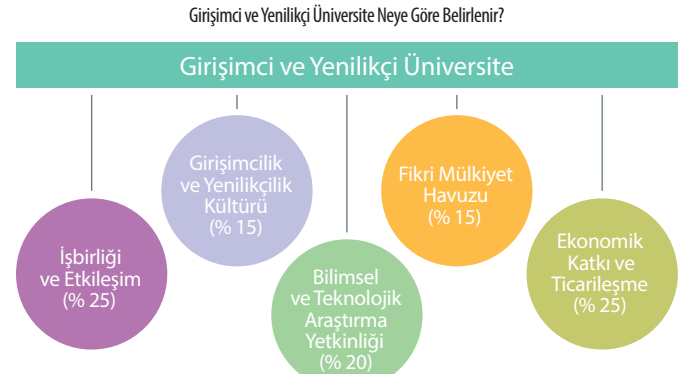 Girişimci ve Yenilikçi Üniversite Neye Göre Belirlenir?
Girişimci ve Yenilikçi Üniversite
İşbirliği
ve Etkileşim
(% 25)
Girişimcilik
ve Yenilikçilik
Kültürü
(% 15)
Bilimsel
ve Teknolojik
Araştırma
Yetkinliği
(% 20)
Fikri Mülkiyet
Havuzu
(% 15)
Ekonomik
Katkı ve
Ticarileşme
(% 25)